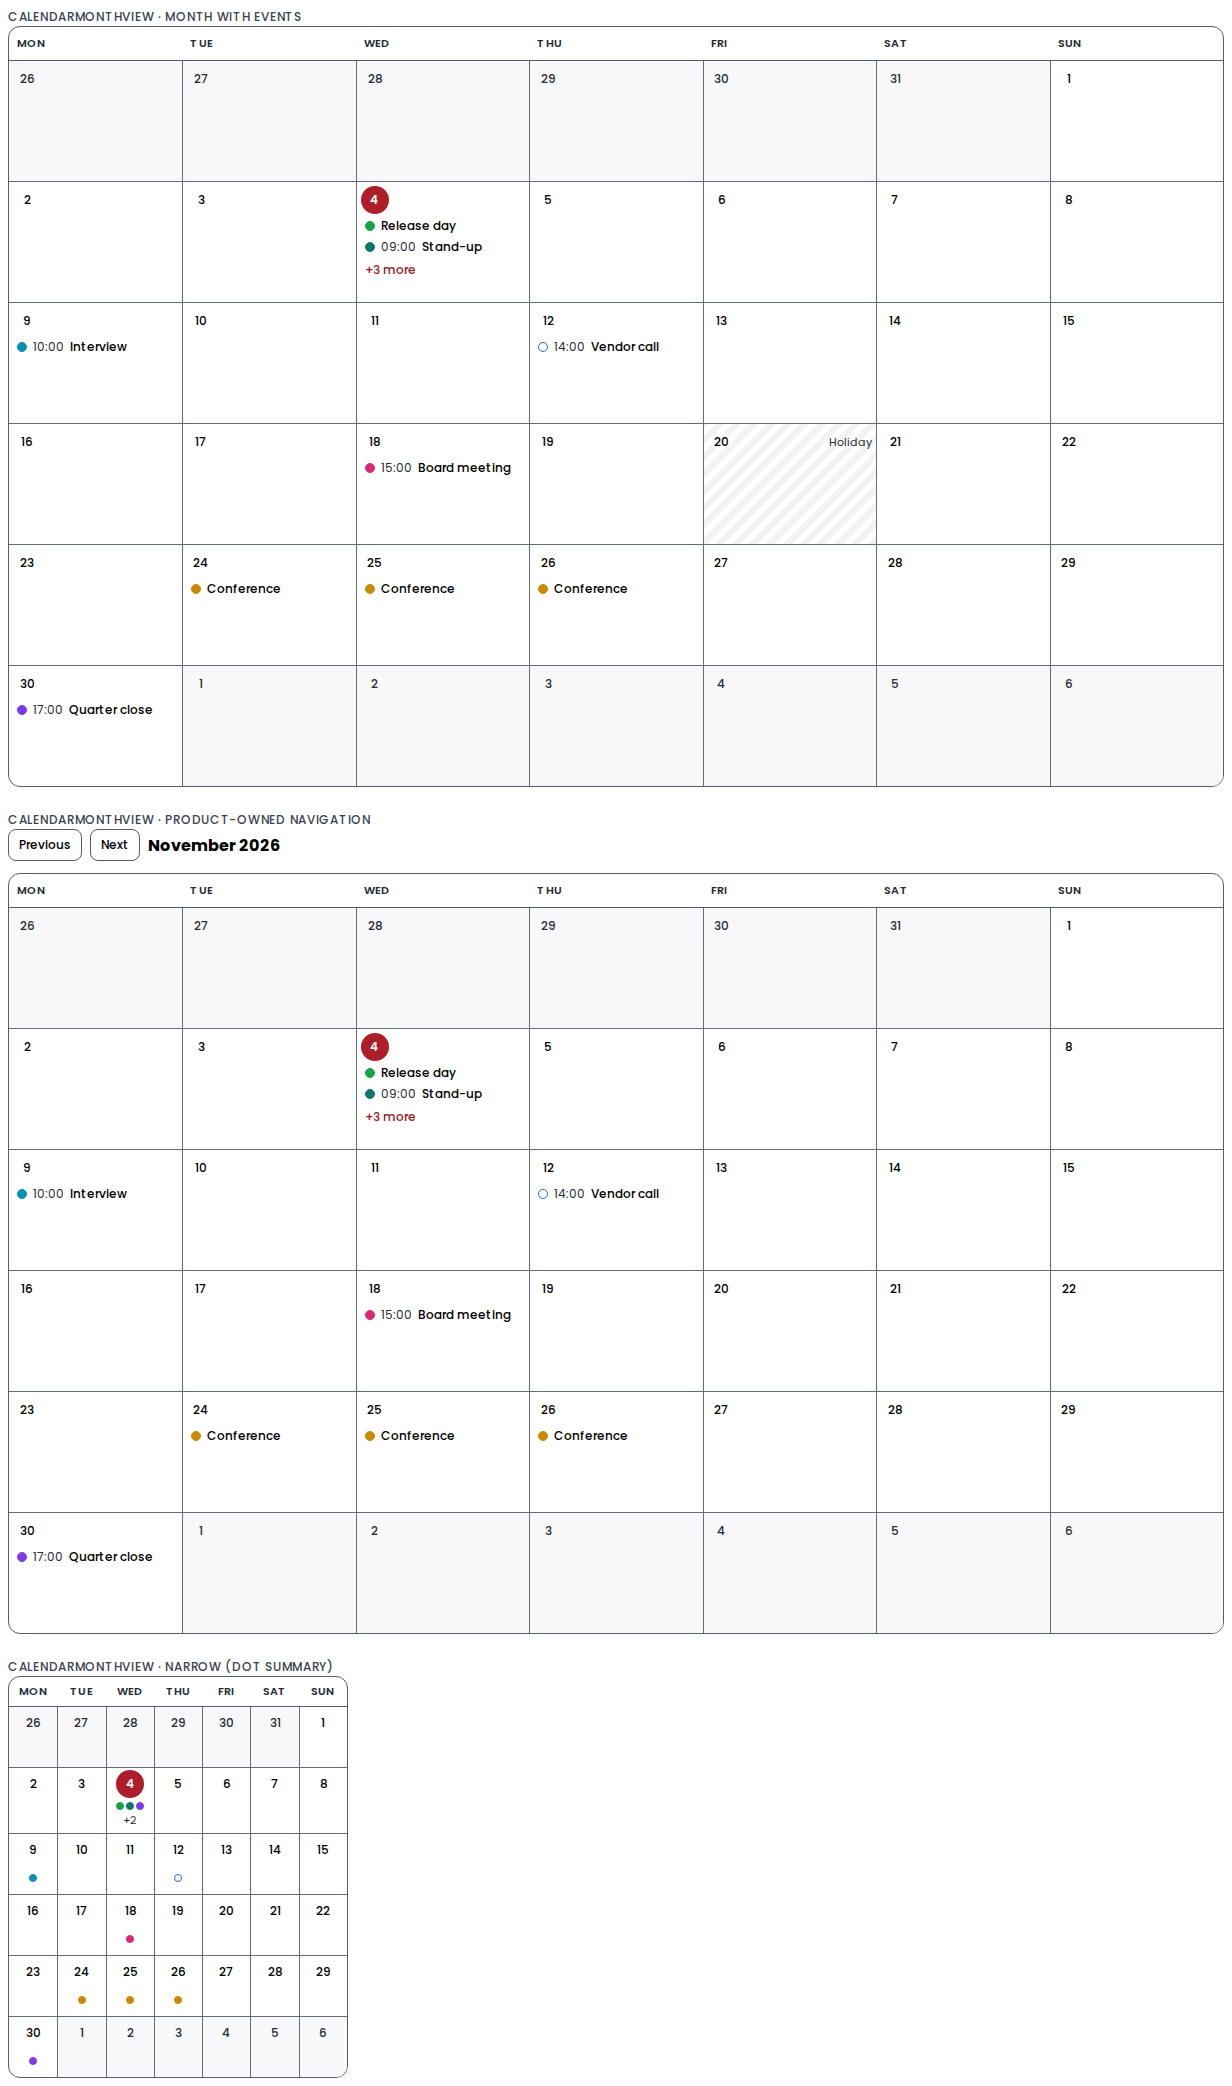 CALENDARMONTHVIEW · MONTH WITH EVENTS
MON TUE WED THU FRI SAT SUN
26 27 28 29 30 31 1
2 3 4 5 6 7 8
Release day
09:00 Stand-up
+3 more
9 10 11 12 13 14 15
10:00 Interview 14:00 Vendor call
16 17 18 19 20 Holiday 21 22
15:00 Board meeting
23 24 25 26 27 28 29
Conference Conference Conference
30 1 2 3 4 5 6
17:00 Quarter close
CALENDARMONTHVIEW · PRODUCT-OWNED NAVIGATION
Previous Next November 2026
MON TUE WED THU FRI SAT SUN
26 27 28 29 30 31 1
2 3 4 5 6 7 8
Release day
09:00 Stand-up
+3 more
9 10 11 12 13 14 15
10:00 Interview 14:00 Vendor call
16 17 18 19 20 21 22
15:00 Board meeting
23 24 25 26 27 28 29
Conference Conference Conference
30 1 2 3 4 5 6
17:00 Quarter close
CALENDARMONTHVIEW · NARROW (DOT SUMMARY)
MON TUE WED THU FRI SAT SUN
26 27 28 29 30 31 1
2 3 4 5 6 7 8
+2
9 10 11 12 13 14 15
16 17 18 19 20 21 22
23 24 25 26 27 28 29
30 1 2 3 4 5 6